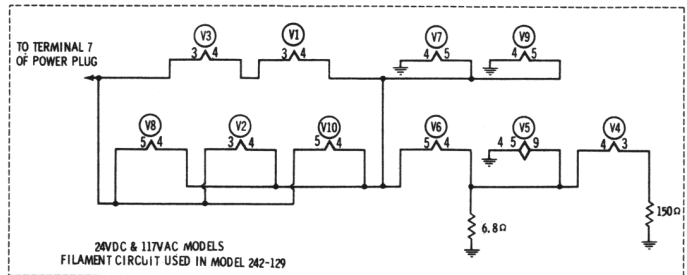 V3
V1
V7
V9
TO TERMINAL 7
OF POWER PLUG
3 4
3 4
4 5
4 5
V8
V2
V10
V6
V5
V4
5 4
3 4
5 4
5 4
4 5 9
4 3
6.8Ω
150Ω
24VDC & 117VAC MODELS
FILAMENT CIRCUIT USED IN MODEL 242-129